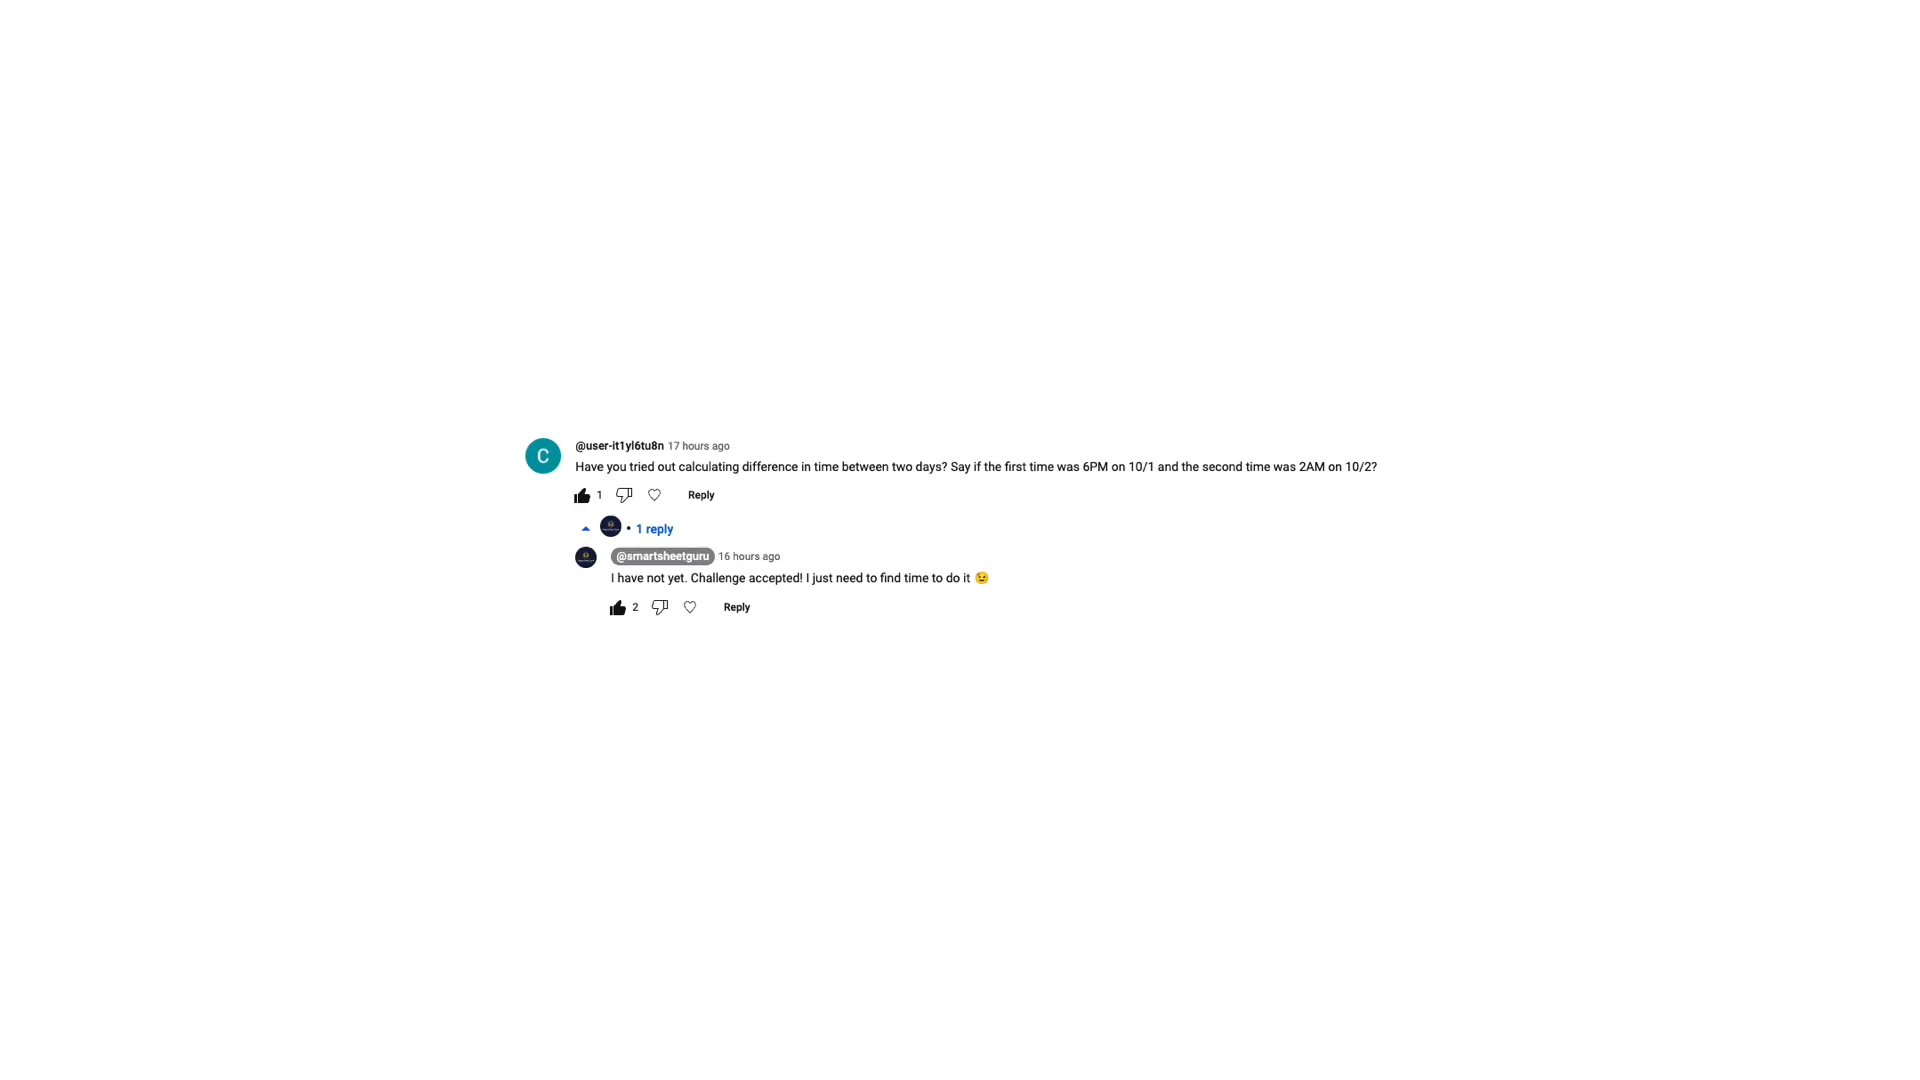 C
@user-it1yl6tu8n 17 hours ago
Have you tried out calculating difference in time between two days? Say if the first time was 6PM on 10/1 and the second time was 2AM on 10/2?
1 Reply
• 1 reply
@smartsheetguru 16 hours ago
I have not yet. Challenge accepted! I just need to find time to do it 😉
2 Reply